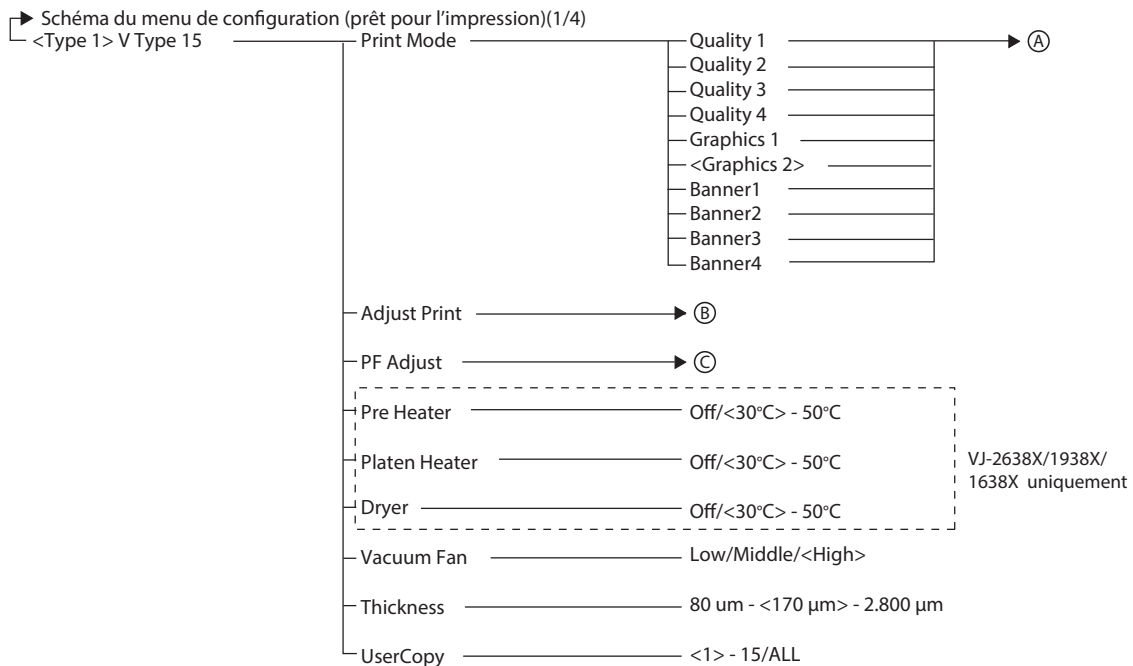 Schéma du menu de configuration (prêt pour l'impression)(1/4)
<Type 1> V Type 15 Print Mode Quality 1 A
Quality 2
Quality 3
Quality 4
Graphics 1
<Graphics 2>
Banner1
Banner2
Banner3
Banner4
Adjust Print B
PF Adjust C
Pre Heater Off/<30°C> - 50°C
Platen Heater Off/<30°C> - 50°C
VJ-2638X/1938X/
1638X uniquement
Dryer Off/<30°C> - 50°C
Vacuum Fan Low/Middle/<High>
Thickness 80 um - <170 μm> - 2.800 μm
UserCopy <1> - 15/ALL